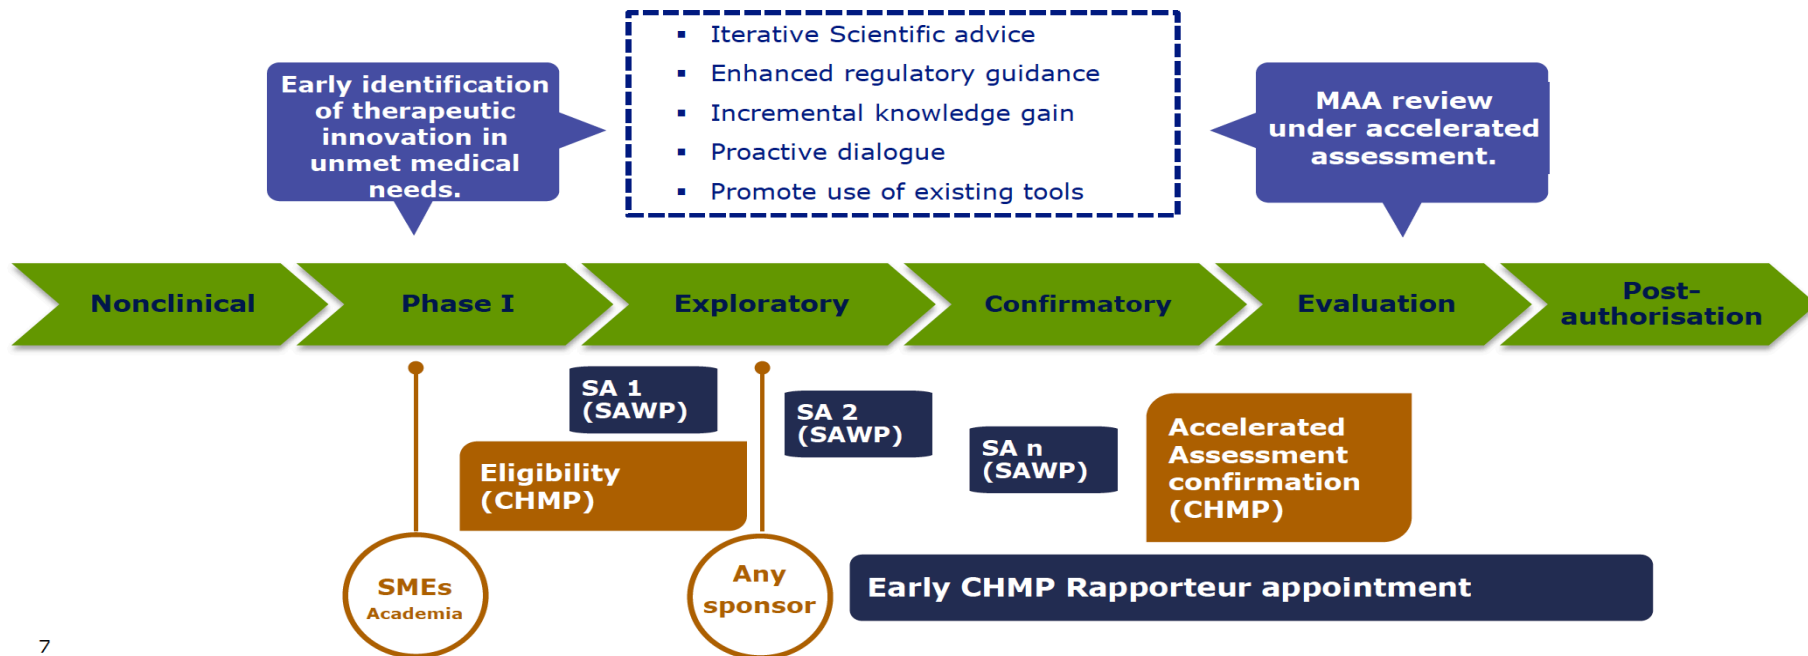 Early identification
of therapeutic
innovation in
unmet medical
needs.
▪ Iterative Scientific advice
▪ Enhanced regulatory guidance
▪ Incremental knowledge gain
▪ Proactive dialogue
▪ Promote use of existing tools
MAA review
under accelerated
assessment.
Nonclinical
Phase I
Exploratory
Confirmatory
Evaluation
Post-
authorisation
SA 1
(SAWP)
SA 2
(SAWP)
SA n
(SAWP)
Eligibility
(CHMP)
Accelerated
Assessment
confirmation
(CHMP)
SMEs
Academia
Any
sponsor
Early CHMP Rapporteur appointment
7